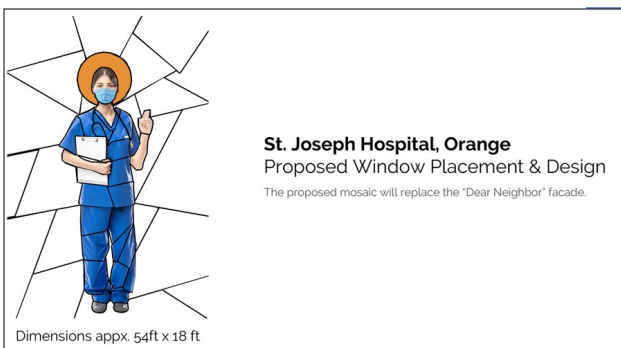 St. Joseph Hospital, Orange
Proposed Window Placement & Design
The proposed mosaic will replace the “Dear Neighbor” facade.
Dimensions appx. 54ft x 18 ft